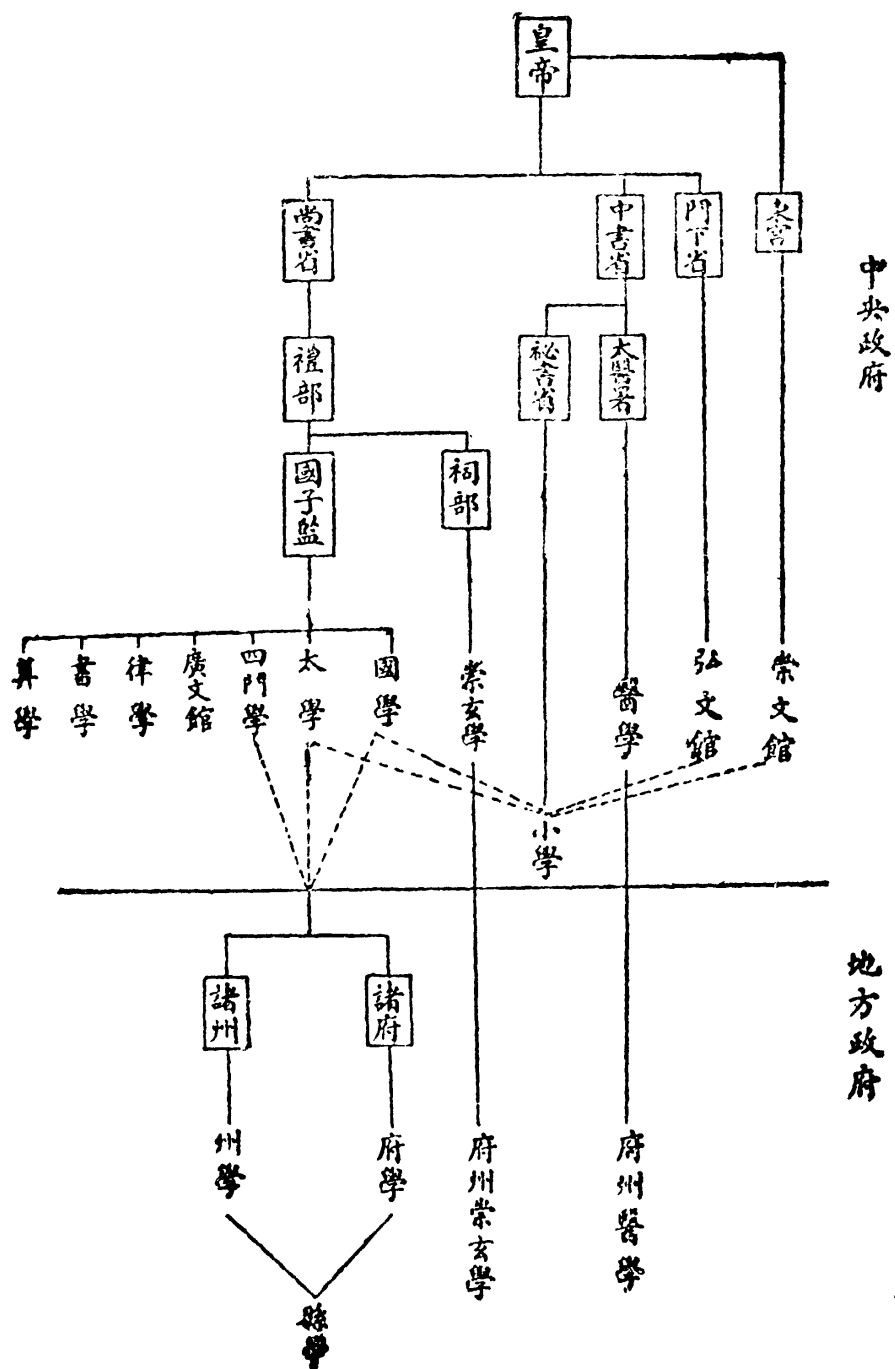 皇帝
尚書省
中書省
門下省
東宮
中央政府
禮部
祕書省
太醫署
國子監
祠部
算學
書學
律學
廣文館
四門學
太學
國學
崇玄學
醫學
弘文館
崇文館
小學
地方政府
諸州
諸府
州學
府學
府州崇玄學
府州醫學
縣學